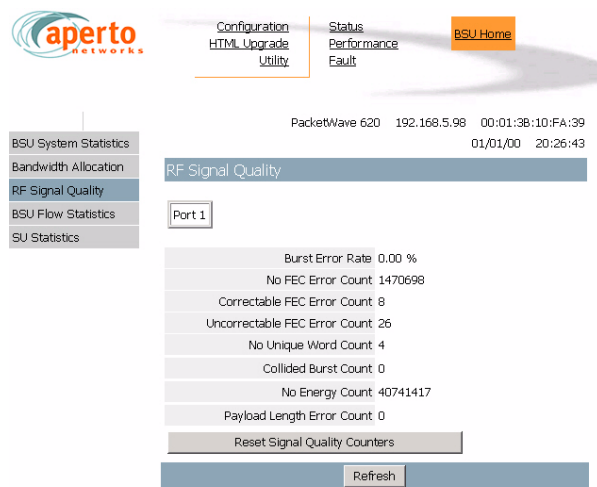 aperto
networks
Configuration
HTML Upgrade
Utility
Status
Performance
Fault
BSU Home
PacketWave 620 192.168.5.98 00:01:3B:10:FA:39
01/01/00 20:26:43
BSU System Statistics
Bandwidth Allocation
RF Signal Quality
BSU Flow Statistics
SU Statistics
RF Signal Quality
Port 1
Burst Error Rate 0.00 %
No FEC Error Count 1470698
Correctable FEC Error Count 8
Uncorrectable FEC Error Count 26
No Unique Word Count 4
Collided Burst Count 0
No Energy Count 40741417
Payload Length Error Count 0
Reset Signal Quality Counters
Refresh